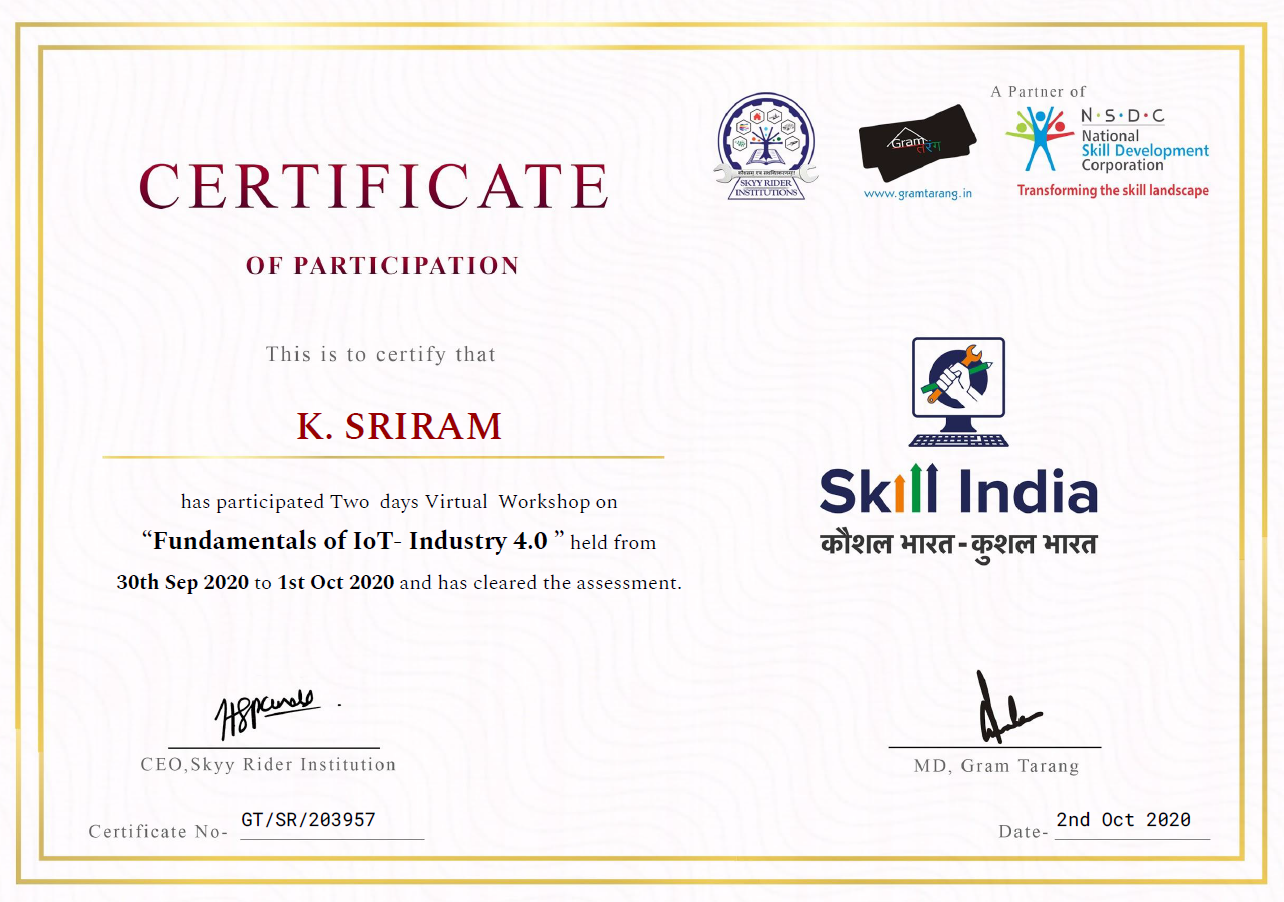 CERTIFICATE
OF PARTICIPATION
This is to certify that
K. SRIRAM
has participated Two days Virtual Workshop on
“Fundamentals of IoT- Industry 4.0 ” held from
30th Sep 2020 to 1st Oct 2020 and has cleared the assessment.
CEO,Skyy Rider Institution
Certificate No- GT/SR/203957
SKYY RIDER
INSTITUTIONS
Gram
तरंग
www.gramtarang.in
A Partner of
N·S·D·C
National
Skill Development
Corporation
Transforming the skill landscape
Skill India
कौशल भारत - कुशल भारत
MD, Gram Tarang
Date- 2nd Oct 2020